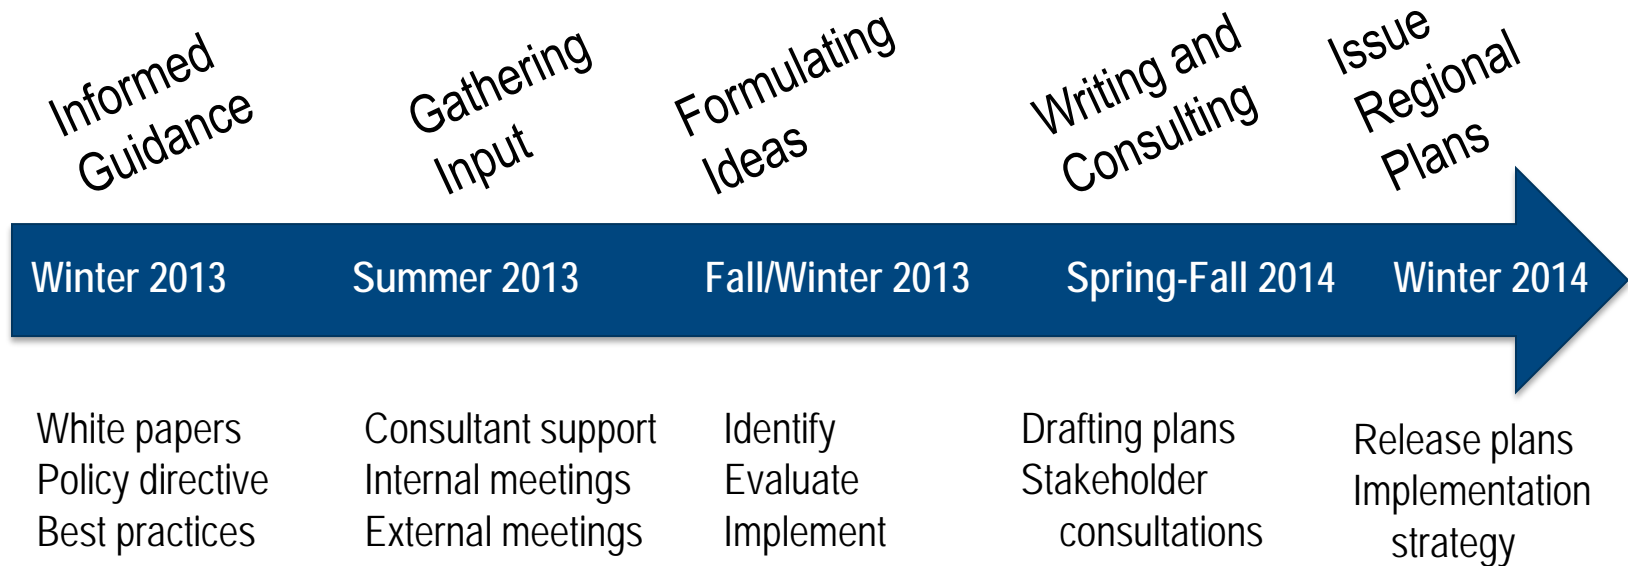 Informed
Guidance
Gathering
Input
Formulating
Ideas
Writing and
Consulting
Issue
Regional
Plans
Winter 2013
Summer 2013
Fall/Winter 2013
Spring-Fall 2014
Winter 2014
White papers
Policy directive
Best practices
Consultant support
Internal meetings
External meetings
Identify
Evaluate
Implement
Drafting plans
Stakeholder
consultations
Release plans
Implementation
strategy